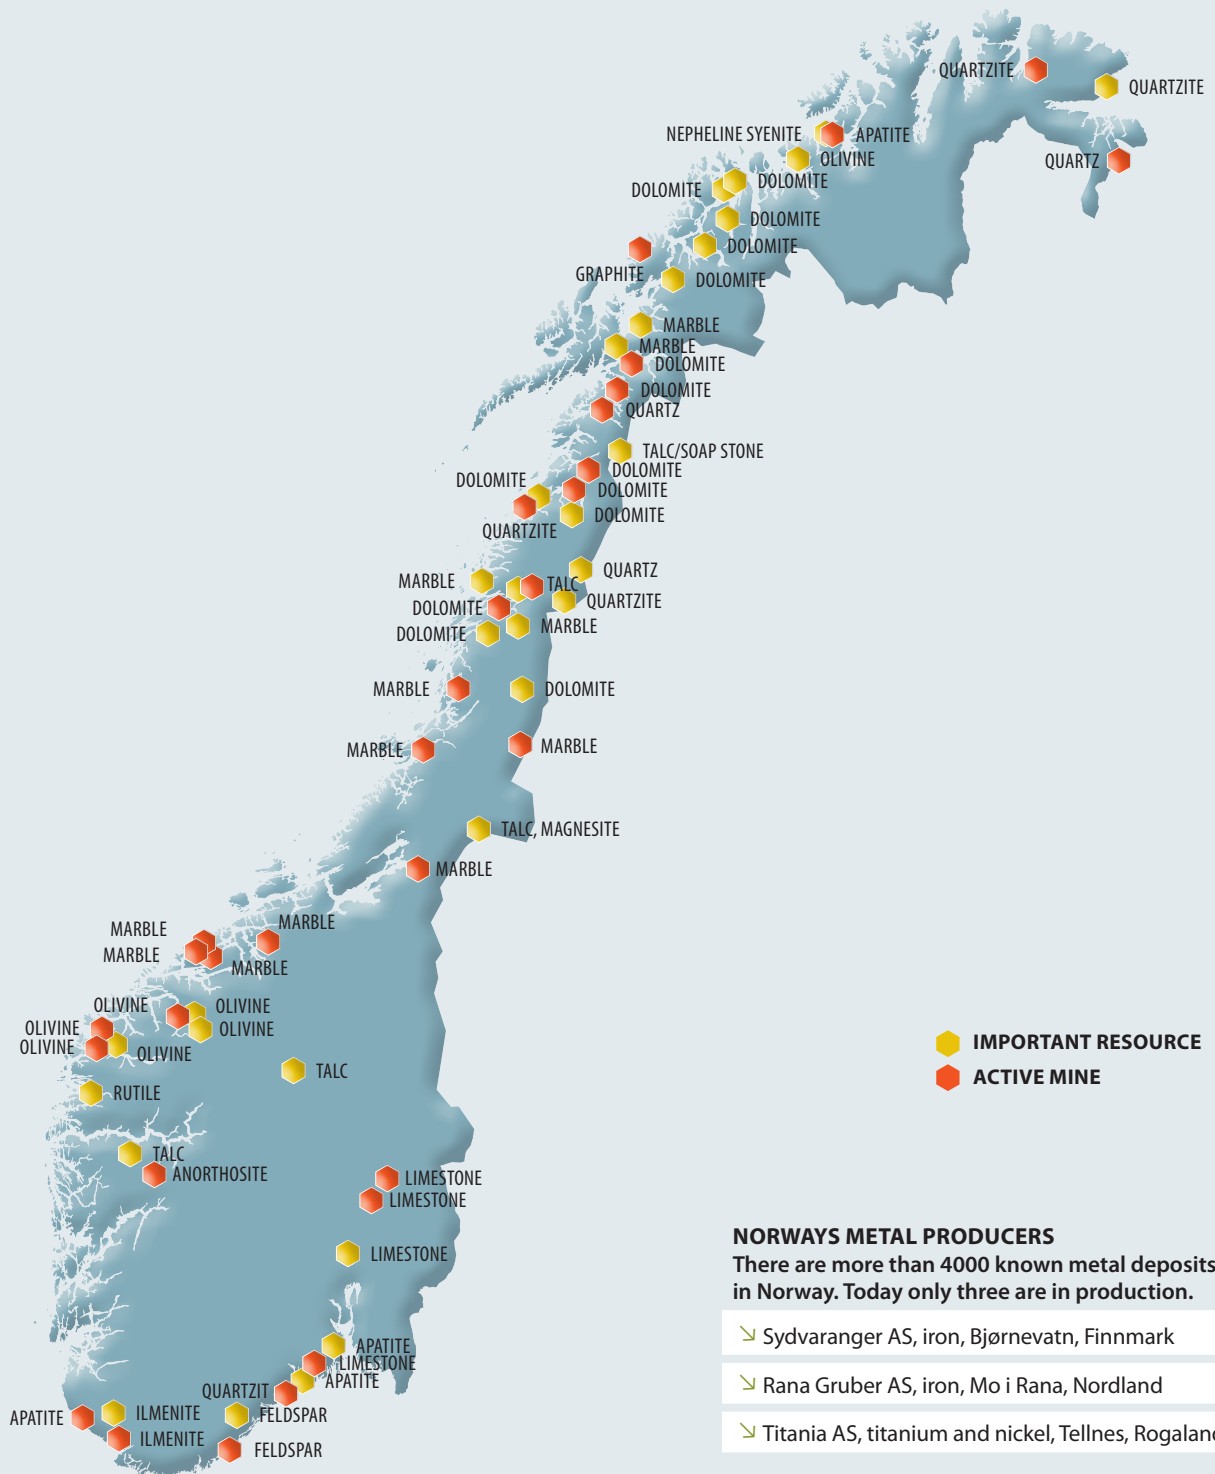 QUARTZITE
QUARTZITE
NEPHELINE SYENITE
APATITE
OLIVINE
QUARTZ
DOLOMITE
DOLOMITE
DOLOMITE
DOLOMITE
GRAPHITE
DOLOMITE
MARBLE
MARBLE
DOLOMITE
DOLOMITE
QUARTZ
TALC/SOAP STONE
DOLOMITE
DOLOMITE
DOLOMITE
DOLOMITE
QUARTZITE
QUARTZ
MARBLE
TALC
QUARTZITE
DOLOMITE
MARBLE
DOLOMITE
MARBLE
DOLOMITE
MARBLE
MARBLE
TALC, MAGNESITE
MARBLE
MARBLE
MARBLE
MARBLE
MARBLE
OLIVINE
OLIVINE
OLIVINE
OLIVINE
OLIVINE
OLIVINE
TALC
RUTILE
TALC
ANORTHOSITE
LIMESTONE
LIMESTONE
LIMESTONE
APATITE
LIMESTONE
APATITE
QUARTZIT
ILMENITE
FELDSPAR
APATITE
ILMENITE
FELDSPAR
IMPORTANT RESOURCE
ACTIVE MINE
NORWAYS METAL PRODUCERS
There are more than 4000 known metal deposits
in Norway. Today only three are in production.
Sydvaranger AS, iron, Bjørnevatn, Finnmark
Rana Gruber AS, iron, Mo i Rana, Nordland
Titania AS, titanium and nickel, Tellnes, Rogaland